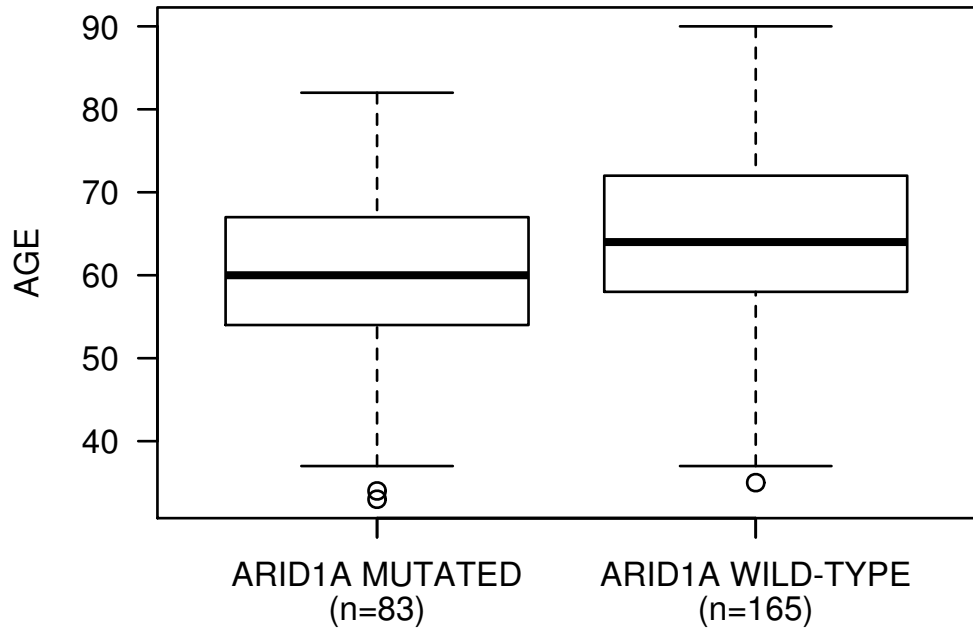 AGE
90
80
70
60
50
40
ARID1A MUTATED
(n=83)
ARID1A WILD-TYPE
(n=165)